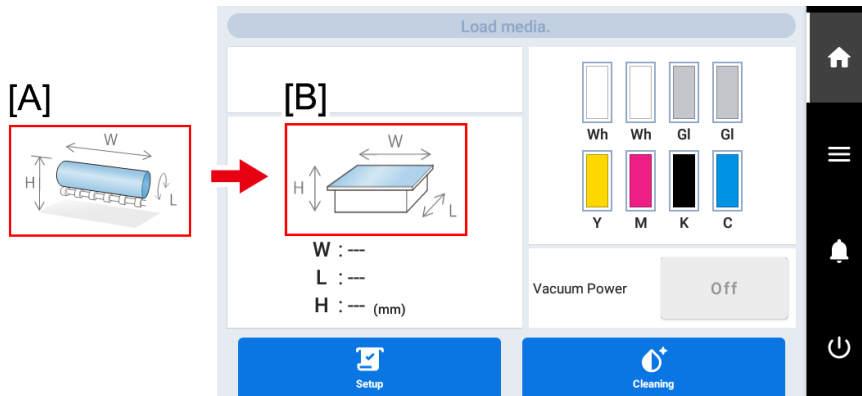 Load media.
[A]
W
H
L
[B]
W
H
L
W : ---
L : ---
H : --- (mm)
Wh Wh Gl Gl
Y M K C
Vacuum Power Off
Setup
Cleaning